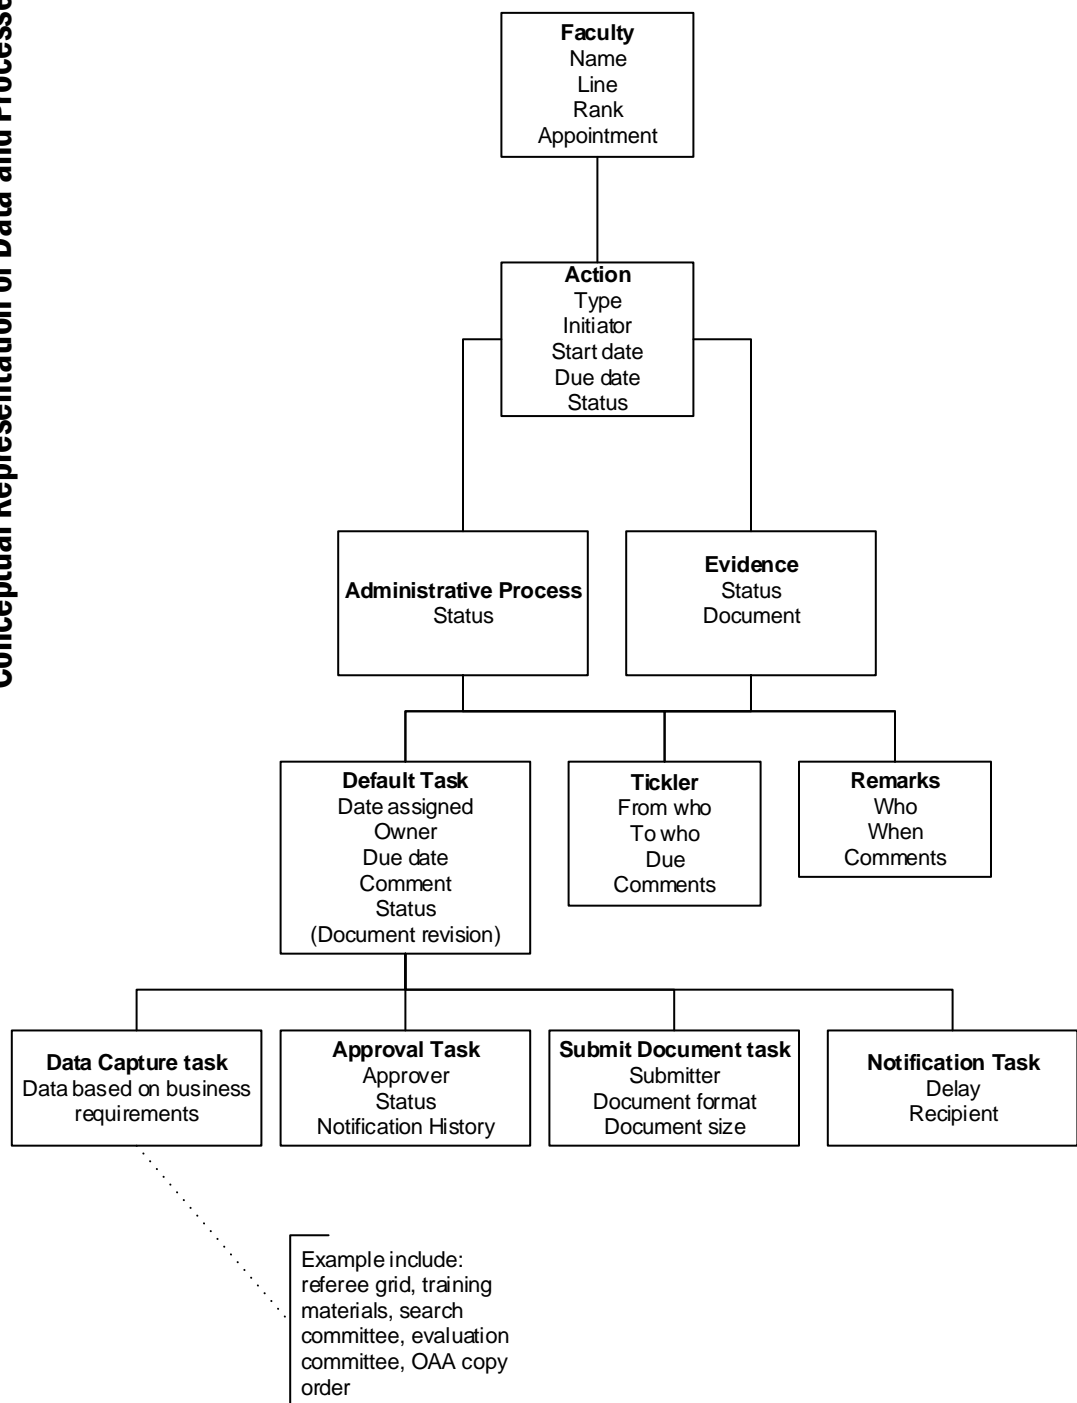 Conceptual Representation of Data and Processe
Faculty
Name
Line
Rank
Appointment
Action
Type
Initiator
Start date
Due date
Status
Administrative Process
Status
Evidence
Status
Document
Default Task
Date assigned
Owner
Due date
Comment
Status
(Document revision)
Tickler
From who
To who
Due
Comments
Remarks
Who
When
Comments
Data Capture task
Data based on business
requirements
Approval Task
Approver
Status
Notification History
Submit Document task
Submitter
Document format
Document size
Notification Task
Delay
Recipient
Example include:
referee grid, training
materials, search
committee, evaluation
committee, OAA copy
order